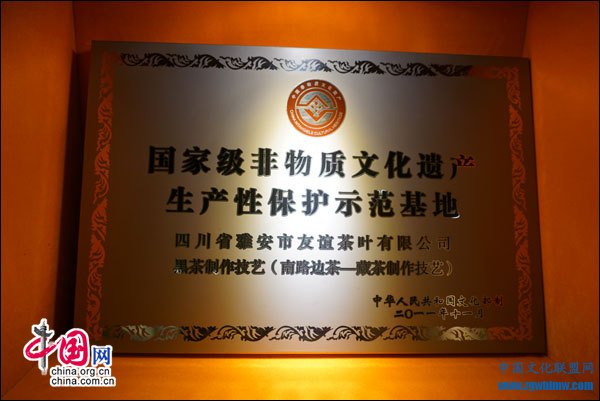 国家级非物质文化遗产
生产性保护示范基地
四川省雅安市友谊茶叶有限公司
黑茶制作技艺（南路边茶—藏茶制作技艺）
中华人民共和国文化部制
二〇一一年十一月
中国网
china.org.cn
china.com.cn
中国文化联盟网